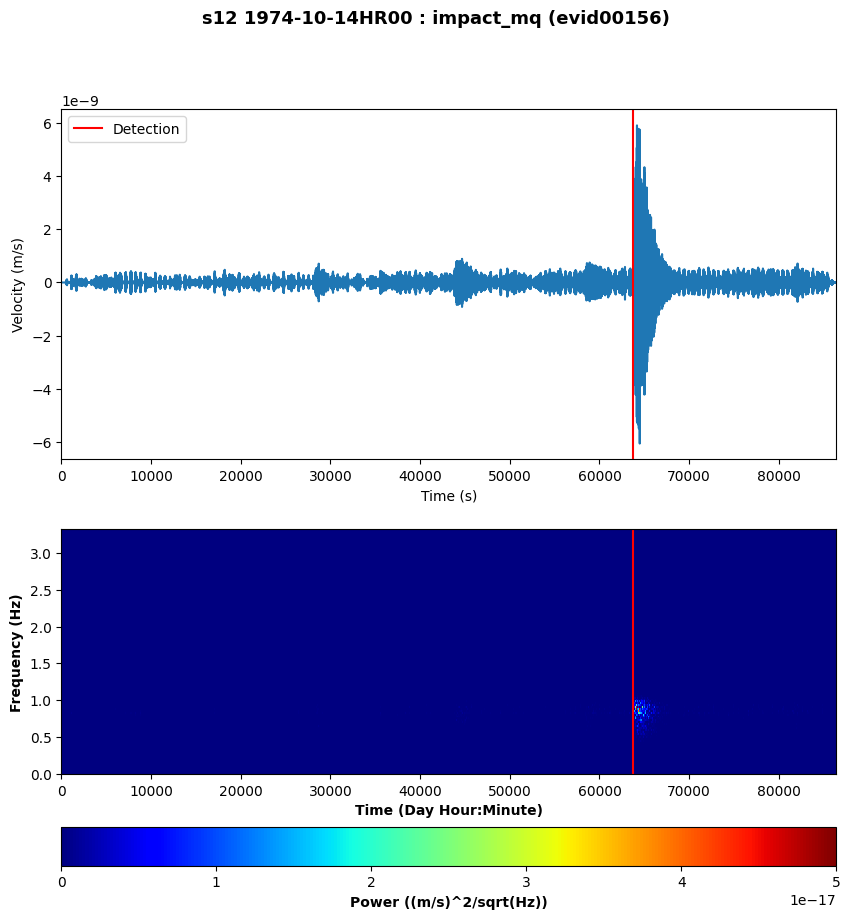 s12 1974-10-14HR00 : impact_mq (evid00156)
1e−9
Detection
6
4
2
0
−2
−4
−6
Velocity (m/s)
0 10000 20000 30000 40000 50000 60000 70000 80000
Time (s)
3.0
2.5
2.0
1.5
1.0
0.5
0.0
Frequency (Hz)
0 10000 20000 30000 40000 50000 60000 70000 80000
Time (Day Hour:Minute)
0 1 2 3 4 5
1e−17
Power ((m/s)^2/sqrt(Hz))